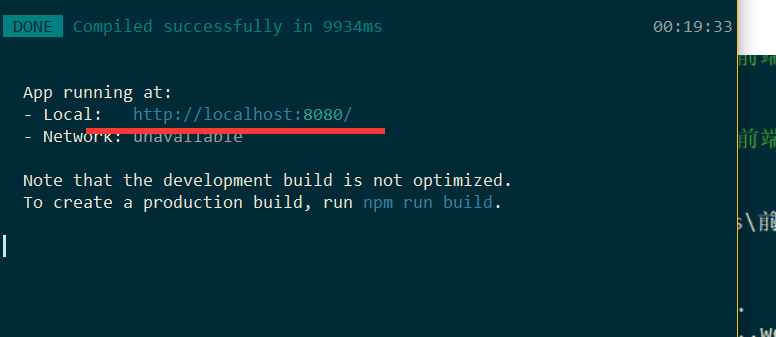 DONE Compiled successfully in 9934ms 00:19:33
前端
App running at:
- Local: http://localhost:8080/
- Network: unavailable
前端
Note that the development build is not optimized.
To create a production build, run npm run build.
s\前
.
..we